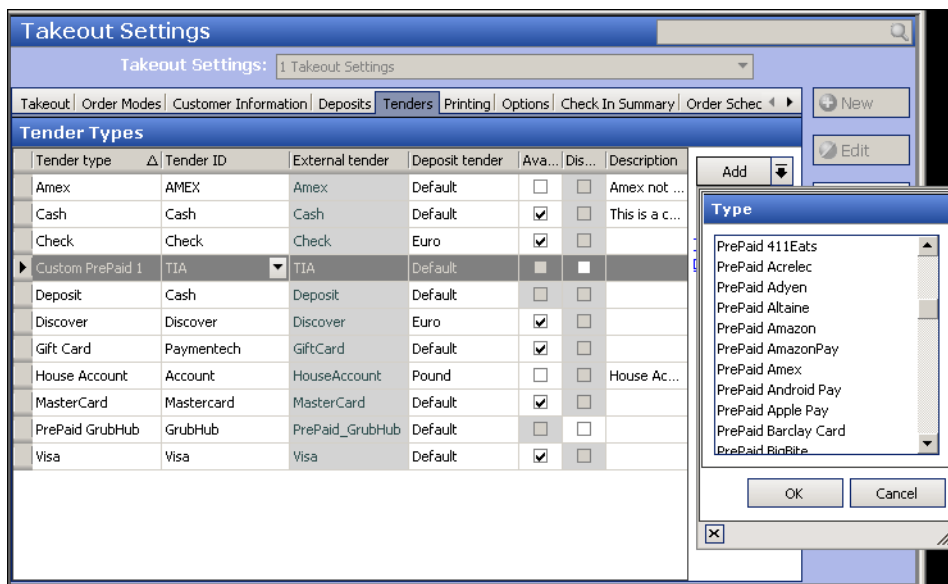 Takeout Settings
Takeout Settings: 1 Takeout Settings
Takeout Order Modes Customer Information Deposits Tenders Printing Options Check In Summary Order Sched
New
Tender Types
Edit
Tender type Tender ID External tender Deposit tender Ava... Dis... Description
Add
Amex AMEX Amex Default Amex not ...
Cash Cash Cash Default This is a c...
Check Check Check Euro
Custom PrePaid 1 TIA TIA Default
Deposit Cash Deposit Default
Discover Discover Discover Euro
Gift Card Paymentech GiftCard Default
House Account Account HouseAccount Pound House Ac...
MasterCard Mastercard MasterCard Default
PrePaid GrubHub GrubHub PrePaid_GrubHub Default
Visa Visa Visa Default
Type
PrePaid 411Eats
PrePaid Acrelec
PrePaid Adyen
PrePaid Altaine
PrePaid Amazon
PrePaid AmazonPay
PrePaid Amex
PrePaid Android Pay
PrePaid Apple Pay
PrePaid Barclay Card
PrePaid BigBite
OK Cancel